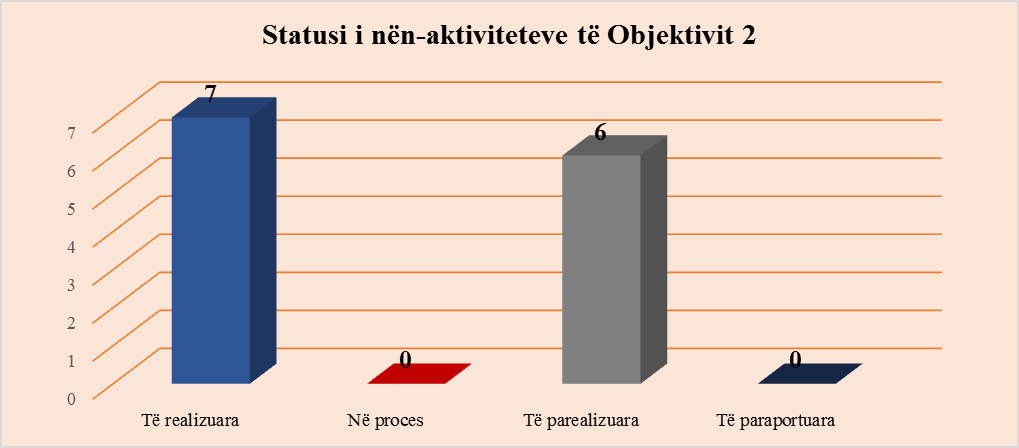 Statusi i nën-aktiviteteve të Objektivit 2
7
6
5
4
3
2
1
0
7
0
6
0
Të realizuara
Në proces
Të parealizuara
Të paraportuara